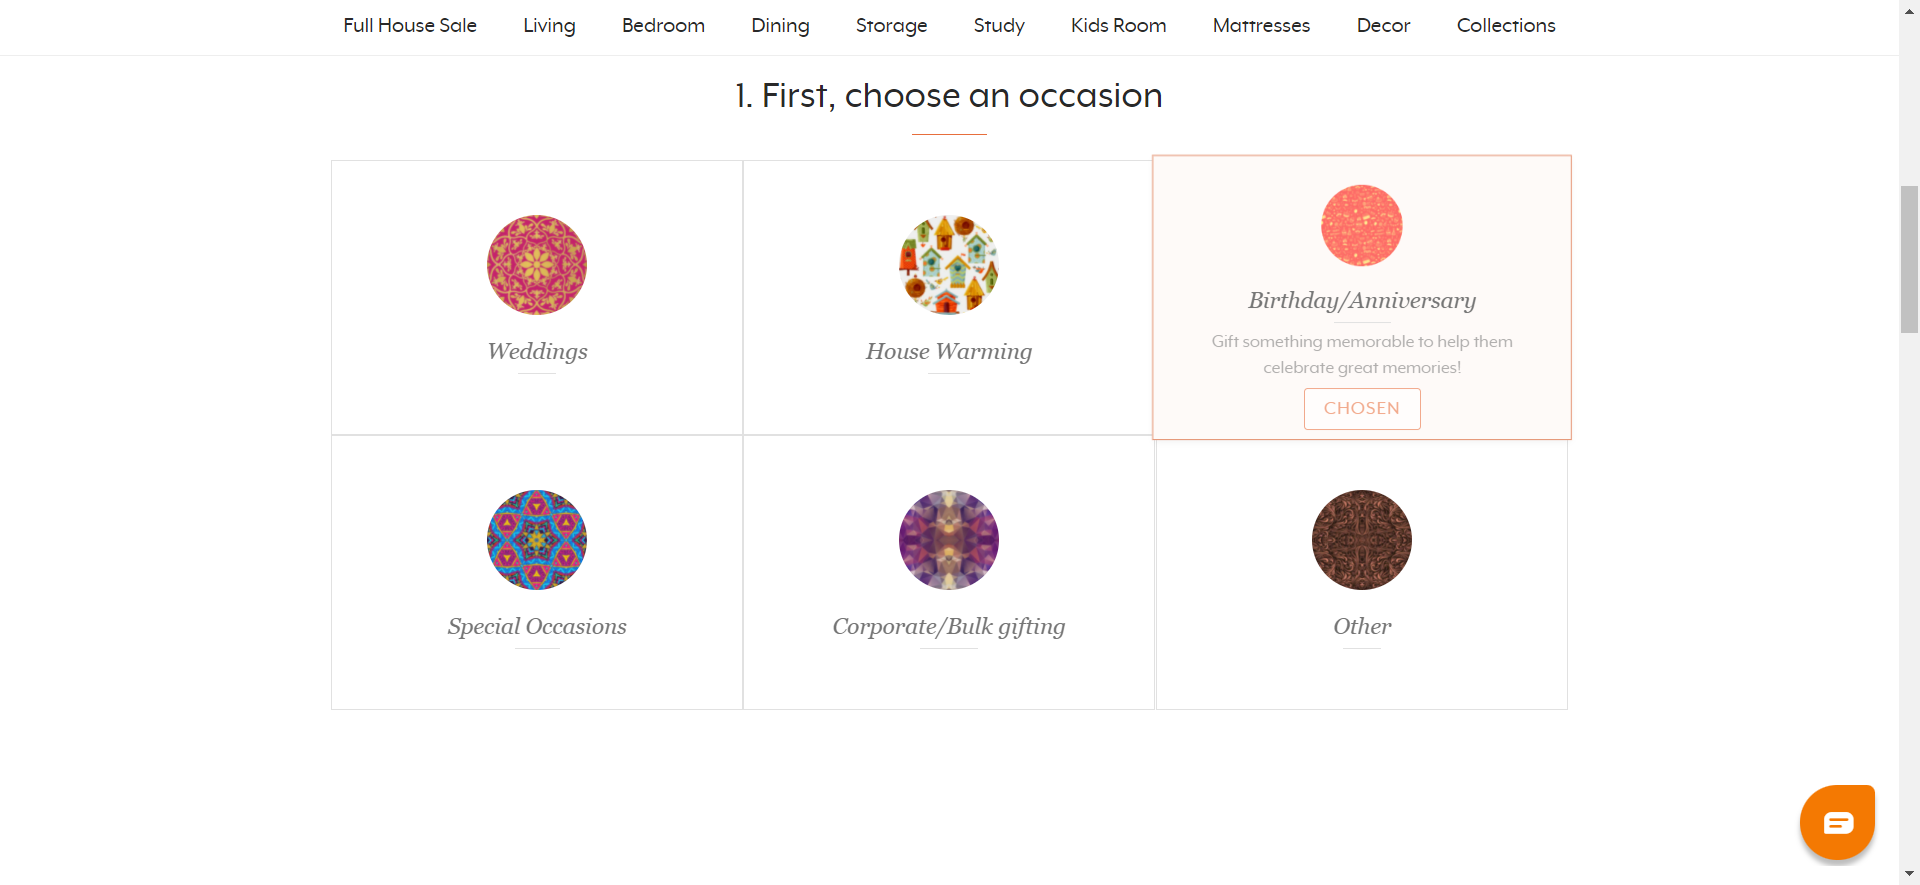 Full House Sale Living Bedroom Dining Storage Study Kids Room Mattresses Decor Collections
1. First, choose an occasion
Weddings
House Warming
Birthday/Anniversary
Gift something memorable to help them
celebrate great memories!
CHOSEN
Special Occasions
Corporate/Bulk gifting
Other